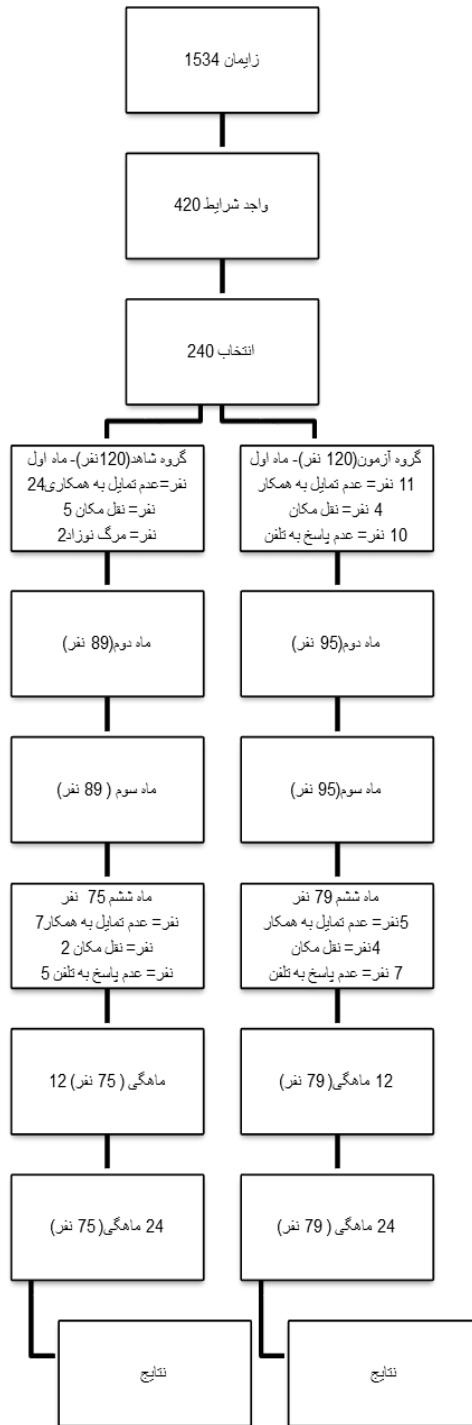 زایمان 1534
واجد شرایط 420
انتخاب 240
گروه آزمون(120 نفر)- ماه اول
11 نفر= عدم تمایل به همکار
4 نفر= نقل مکان
10 نفر= عدم پاسخ به تلفن
گروه شاهد(120نفر)- ماه اول
نفر=عدم تمایل به همکاری24
نفر= نقل مکان 5
نفر= مرگ نوزاد2
ماه دوم(95 نفر)
ماه دوم(89 نفر)
ماه سوم(95 نفر)
ماه سوم ( 89 نفر)
ماه ششم 79 نفر
5نفر= عدم تمایل به همکار
4نفر= نقل مکان
7 نفر= عدم پاسخ به تلفن
ماه ششم 75 نفر
نفر= عدم تمایل به همکار7
نفر= نقل مکان 2
نفر= عدم پاسخ به تلفن 5
12 ماهگی( 79 نفر)
ماهگی ( 75 نفر) 12
24 ماهگی ( 79 نفر)
24 ماهگی( 75 نفر)
نتایج
نتایج